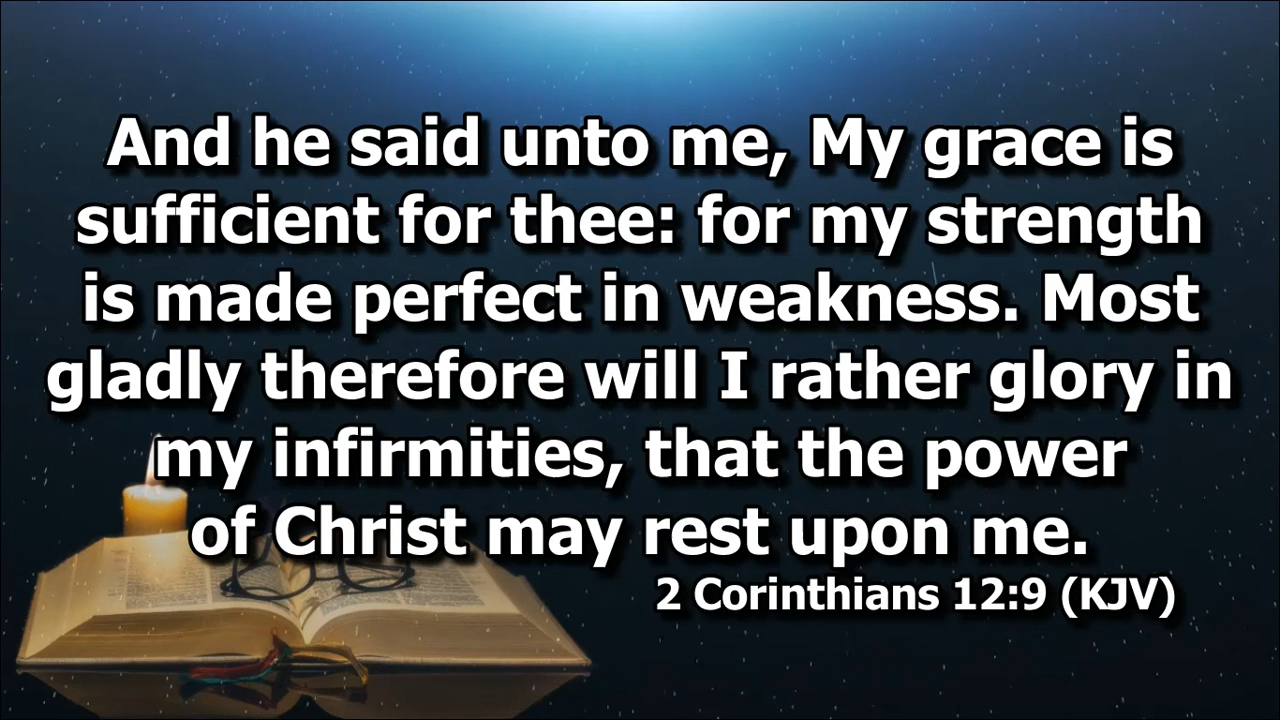 And he said unto me, My grace is
sufficient for thee: for my strength
is made perfect in weakness. Most
gladly therefore will I rather glory in
my infirmities, that the power
of Christ may rest upon me.
2 Corinthians 12:9 (KJV)